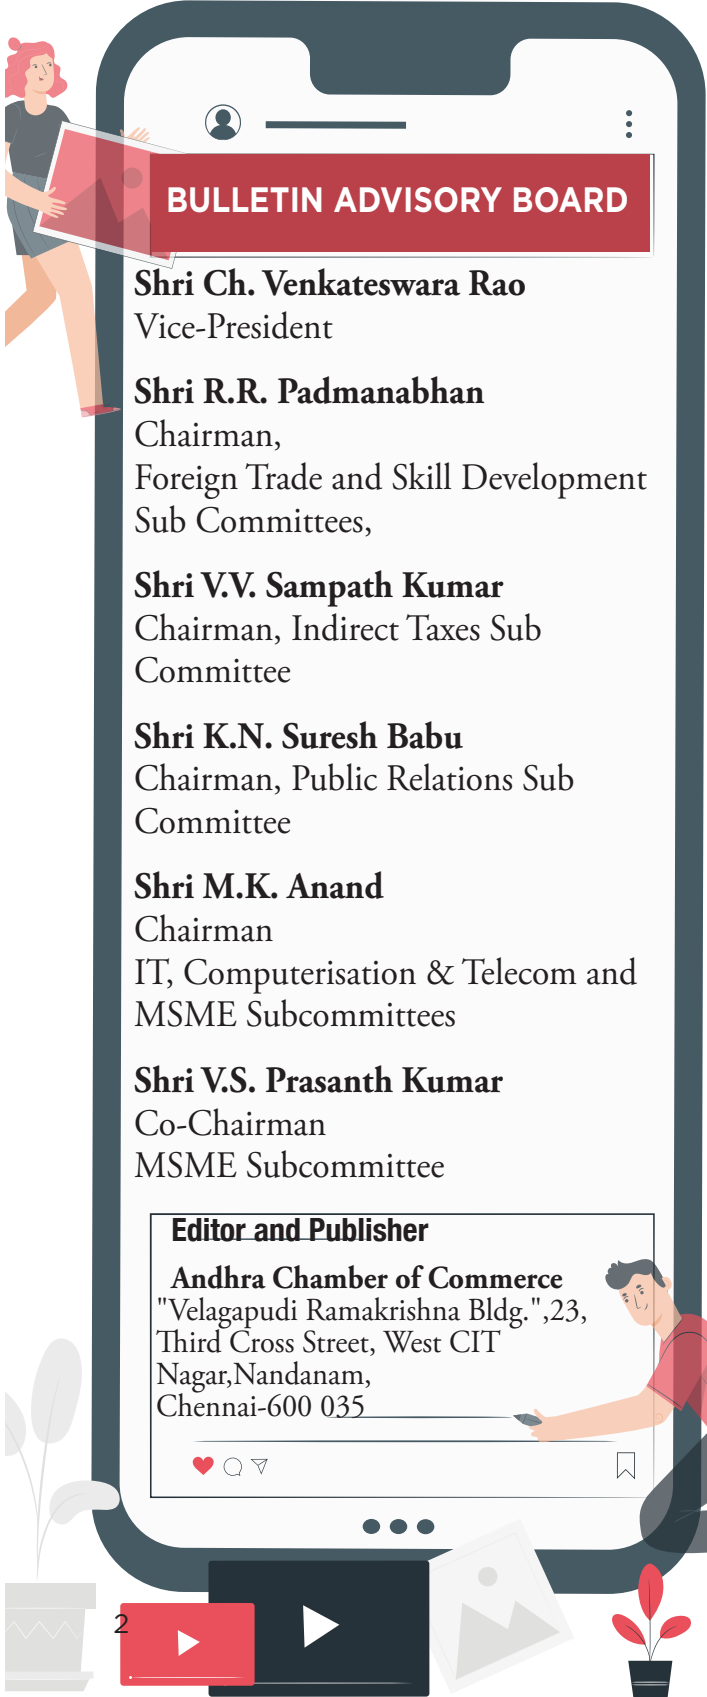 BULLETIN ADVISORY BOARD
Shri Ch. Venkateswara Rao
Vice-President
Shri R.R. Padmanabhan
Chairman,
Foreign Trade and Skill Development
Sub Committees,
Shri V.V. Sampath Kumar
Chairman, Indirect Taxes Sub
Committee
Shri K.N. Suresh Babu
Chairman, Public Relations Sub
Committee
Shri M.K. Anand
Chairman
IT, Computerisation & Telecom and
MSME Subcommittees
Shri V.S. Prasanth Kumar
Co-Chairman
MSME Subcommittee
Editor and Publisher
Andhra Chamber of Commerce
"Velagapudi Ramakrishna Bldg.",23,
Third Cross Street, West CIT
Nagar,Nandanam,
Chennai-600 035
2